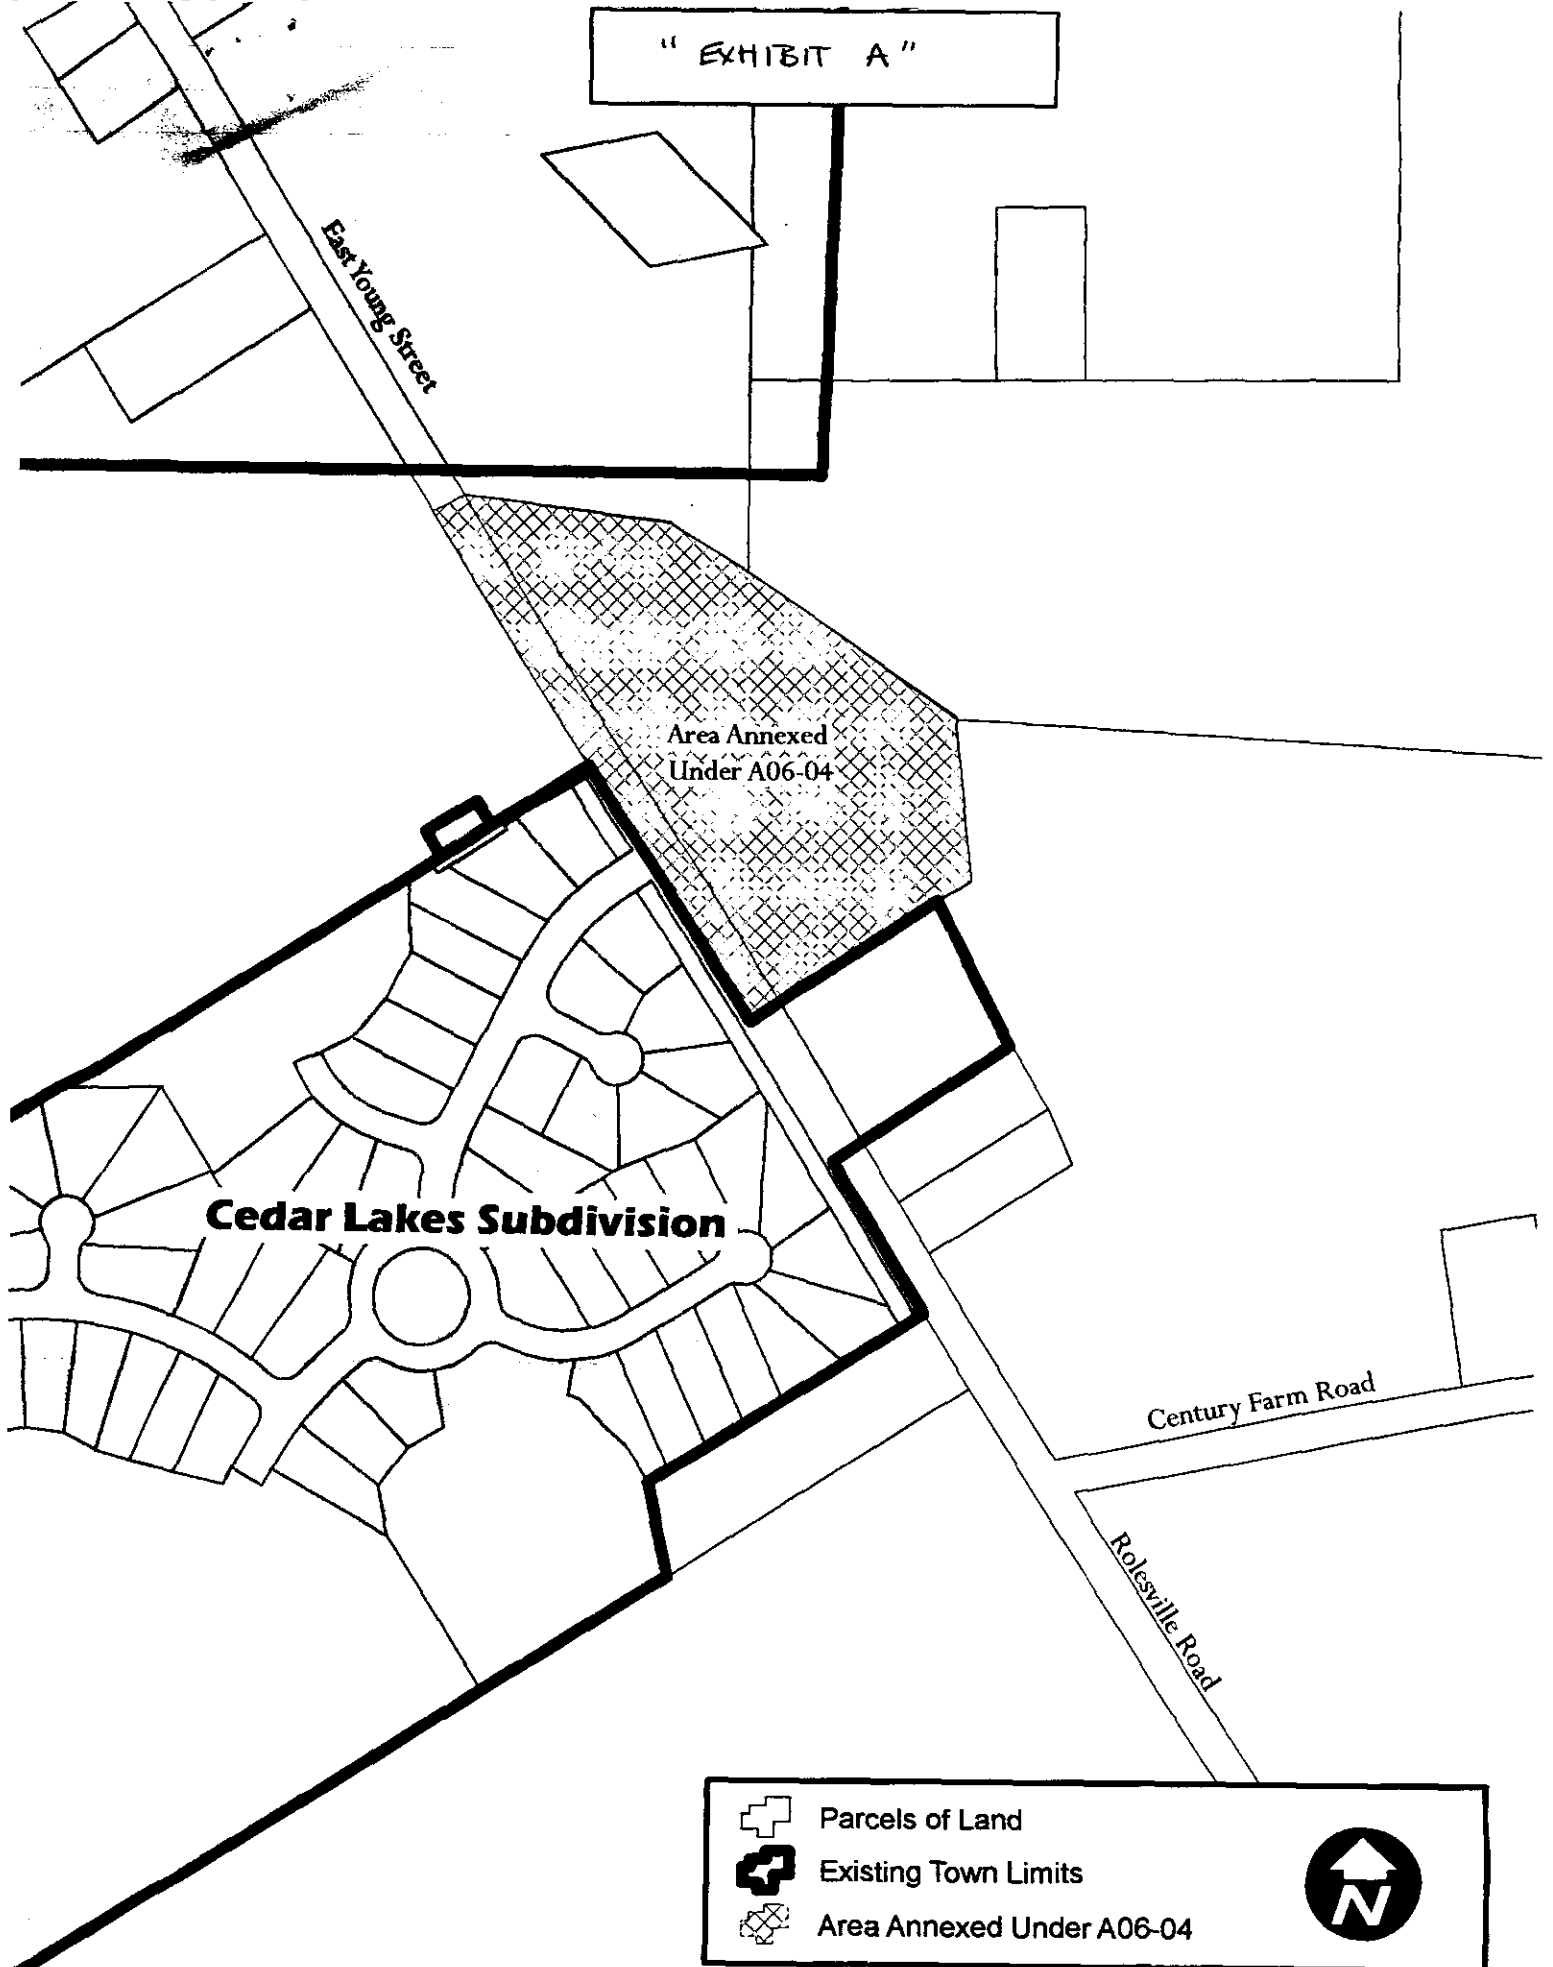 " EXHIBIT A "
East Young Street
Area Annexed
Under A06-04
Cedar Lakes Subdivision
Century Farm Road
Rolesville Road
Parcels of Land
Existing Town Limits
Area Annexed Under A06-04
N